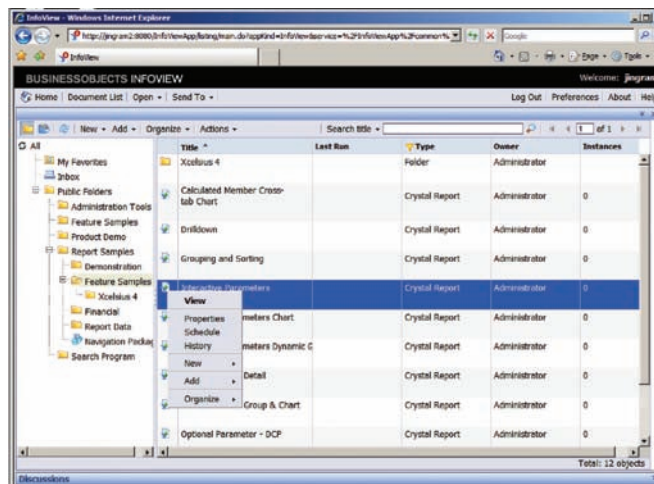 InfoView - Windows Internet Explorer
InfoView
Page Tools
BUSINESSOBJECTS INFOVIEW
Welcome: jingram
Home Document List Open Send To
Log Out Preferences About Help
New Add Organize Actions Search title 1 of 1
All
Title Last Run Type Owner Instances
My Favorites
Inbox
Public Folders
Administration Tools
Feature Samples
Product Demo
Report Samples
Demonstration
Feature Samples
Xcelsius 4
Financial
Report Data
Navigation Packag
Search Program
Xcelsius 4 Folder Administrator
Calculated Member Cross-
tab Chart Crystal Report Administrator 0
Drilldown Crystal Report Administrator 0
Grouping and Sorting Crystal Report Administrator 0
Interactive Parameters Crystal Report Administrator 0
meters Chart Crystal Report Administrator 0
meters Dynamic G Crystal Report Administrator 0
Detail Crystal Report Administrator 0
Group & Chart Crystal Report Administrator 0
Optional Parameter - DCP Crystal Report Administrator 0
View
Properties
Schedule
History
New
Add
Organize
Total: 12 objects
Discussions